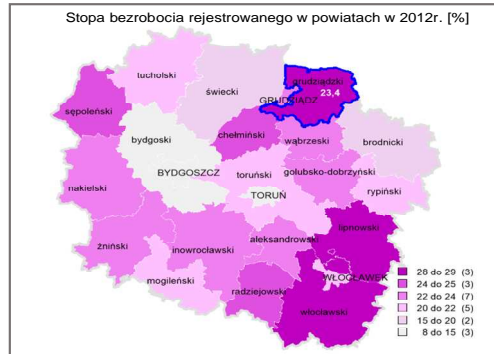 Stopa bezrobocia rejestrowanego w powiatach w 2012r. [%]
tucholski
grudziądzki
świecki
GRUDZIĄDZ
23,4
sępoleński
chełmiński
bydgoski
wąbrzeski
brodnicki
BYDGOSZCZ
toruński
golubsko-dobrzyński
nakielski
TORUŃ
rypiński
lipnowski
żniński
inowrocławski
aleksandrowski
mogileński
radziejowski
WŁOCŁAWEK
włocławski
28 do 29 (3)
24 do 25 (3)
22 do 24 (7)
20 do 22 (5)
15 do 20 (2)
8 do 15 (3)